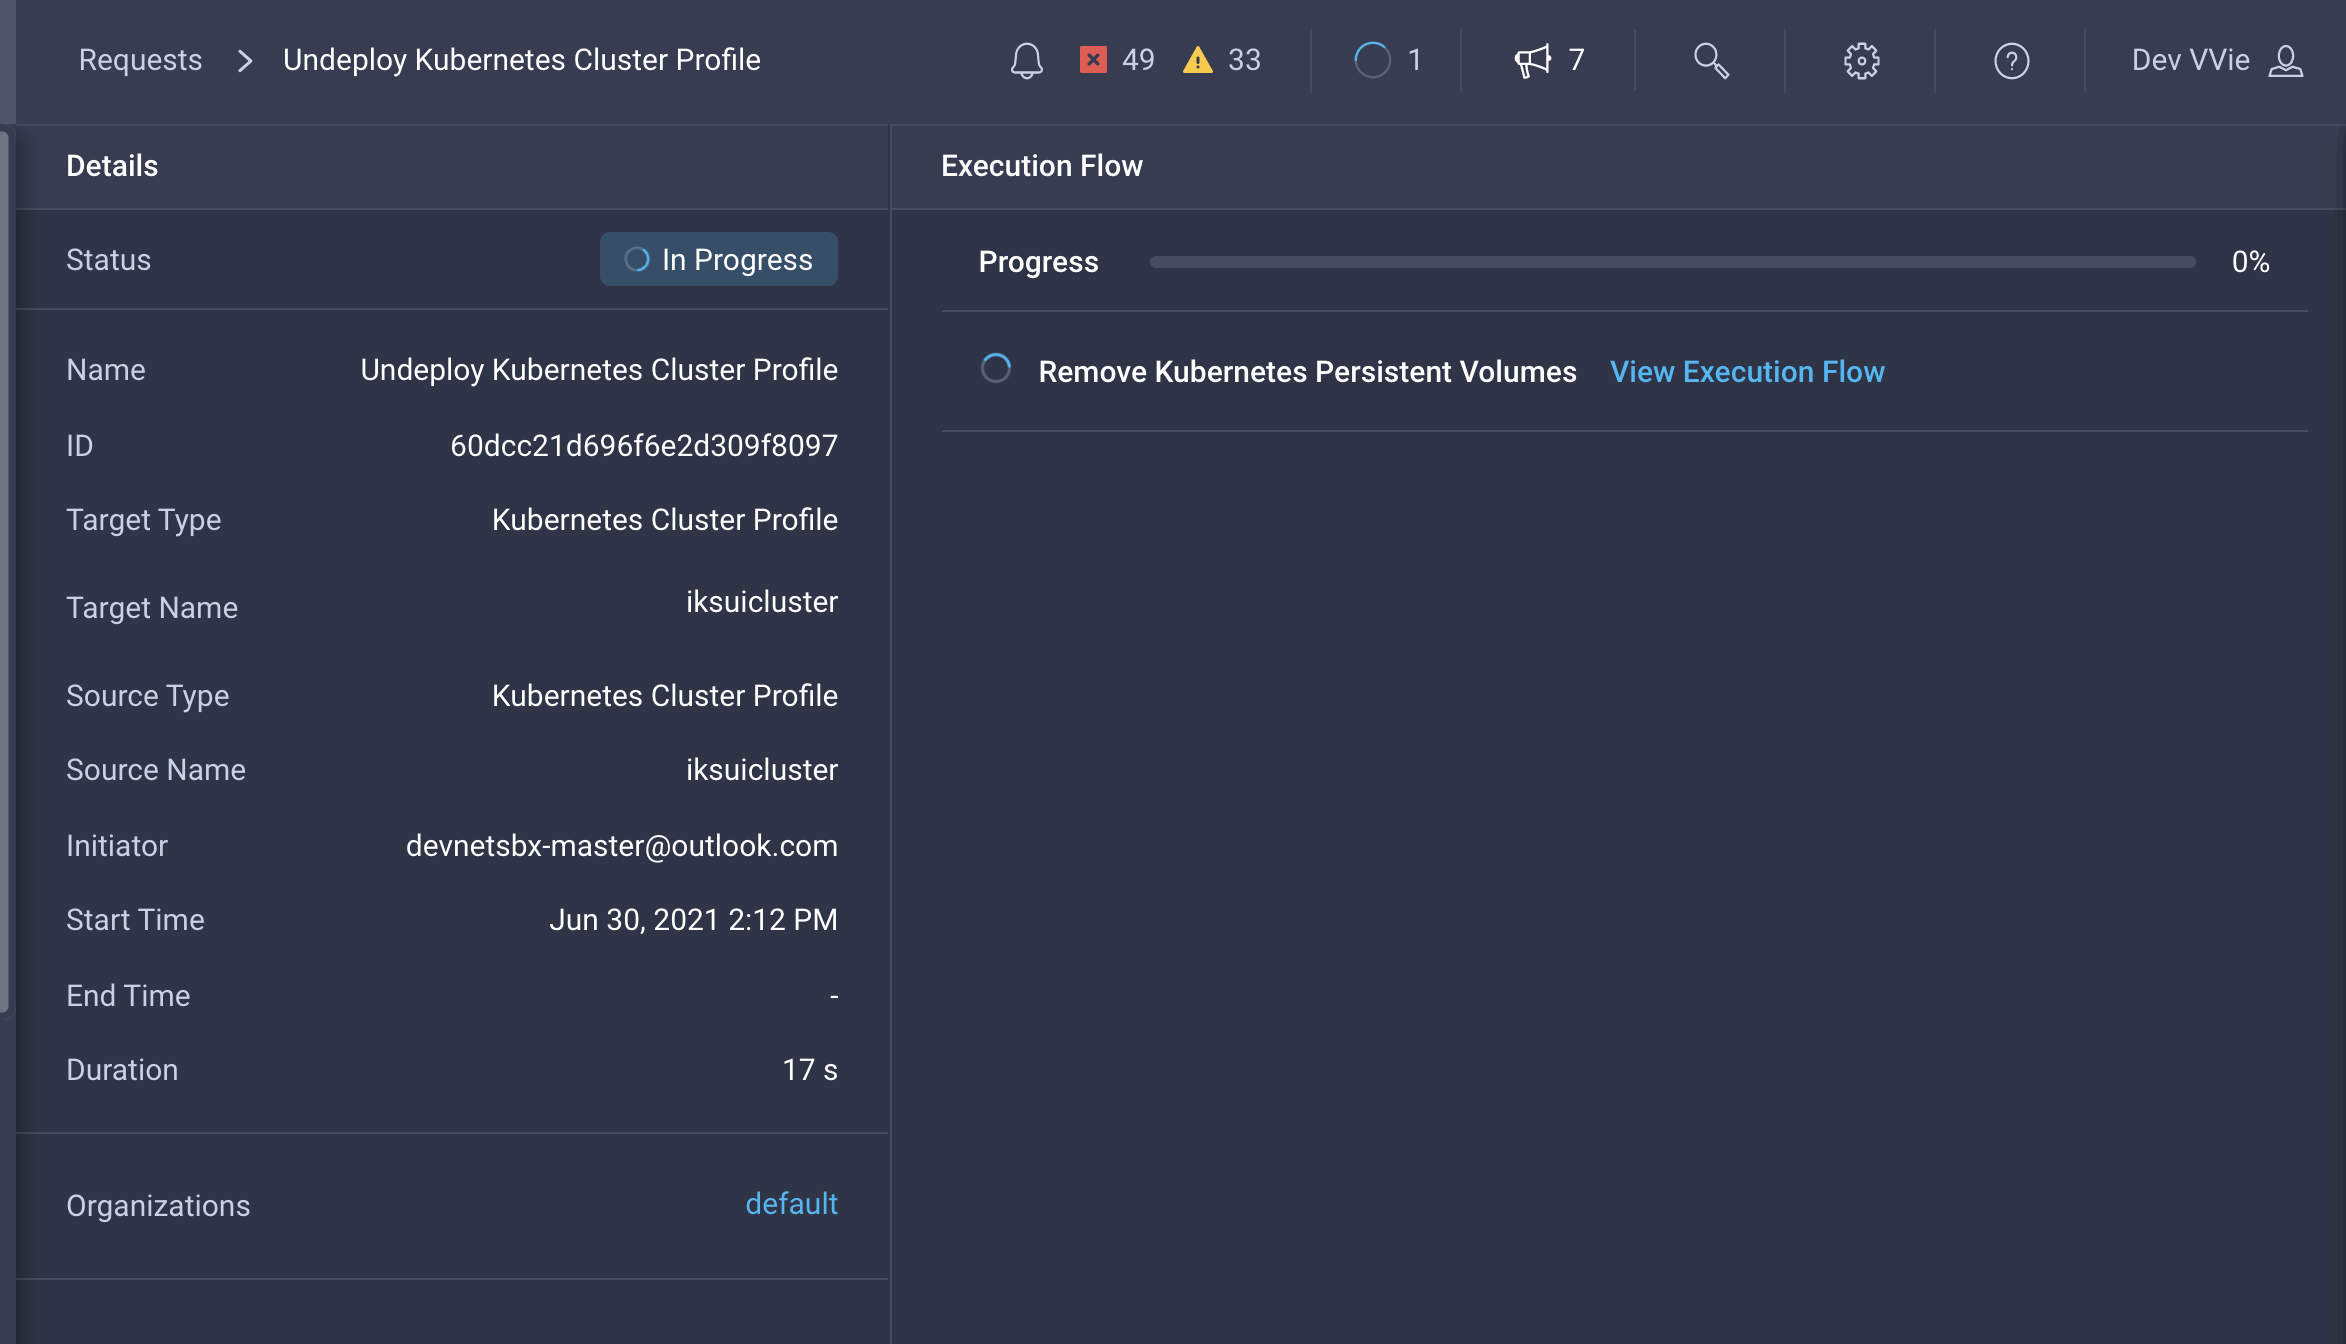 Requests > Undeploy Kubernetes Cluster Profile
49 33 1 7 Dev VVie
Details
Status In Progress
Name Undeploy Kubernetes Cluster Profile
ID 60dcc21d696f6e2d309f8097
Target Type Kubernetes Cluster Profile
Target Name iksuicluster
Source Type Kubernetes Cluster Profile
Source Name iksuicluster
Initiator devnetsbx-master@outlook.com
Start Time Jun 30, 2021 2:12 PM
End Time -
Duration 17 s
Organizations default
Execution Flow
Progress 0%
Remove Kubernetes Persistent Volumes View Execution Flow